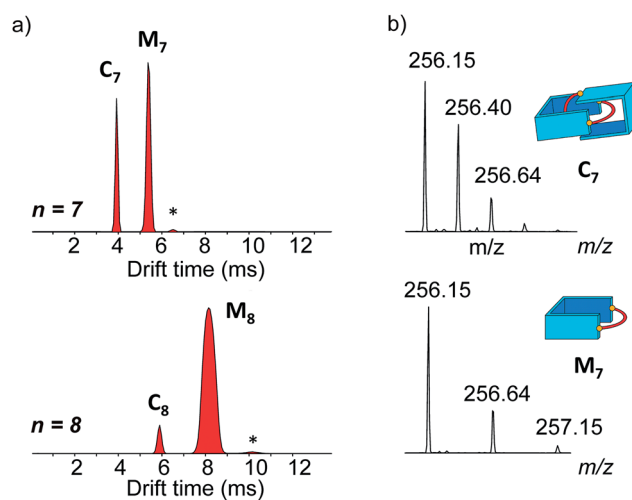 a)
C₇
M₇
n = 7
*
2 4 6 8 10 12
Drift time (ms)
M₈
C₈
n = 8
*
2 4 6 8 10 12
Drift time (ms)
b)
256.15
256.40
256.64
C₇
m/z
m/z
256.15
256.64
M₇
257.15
m/z